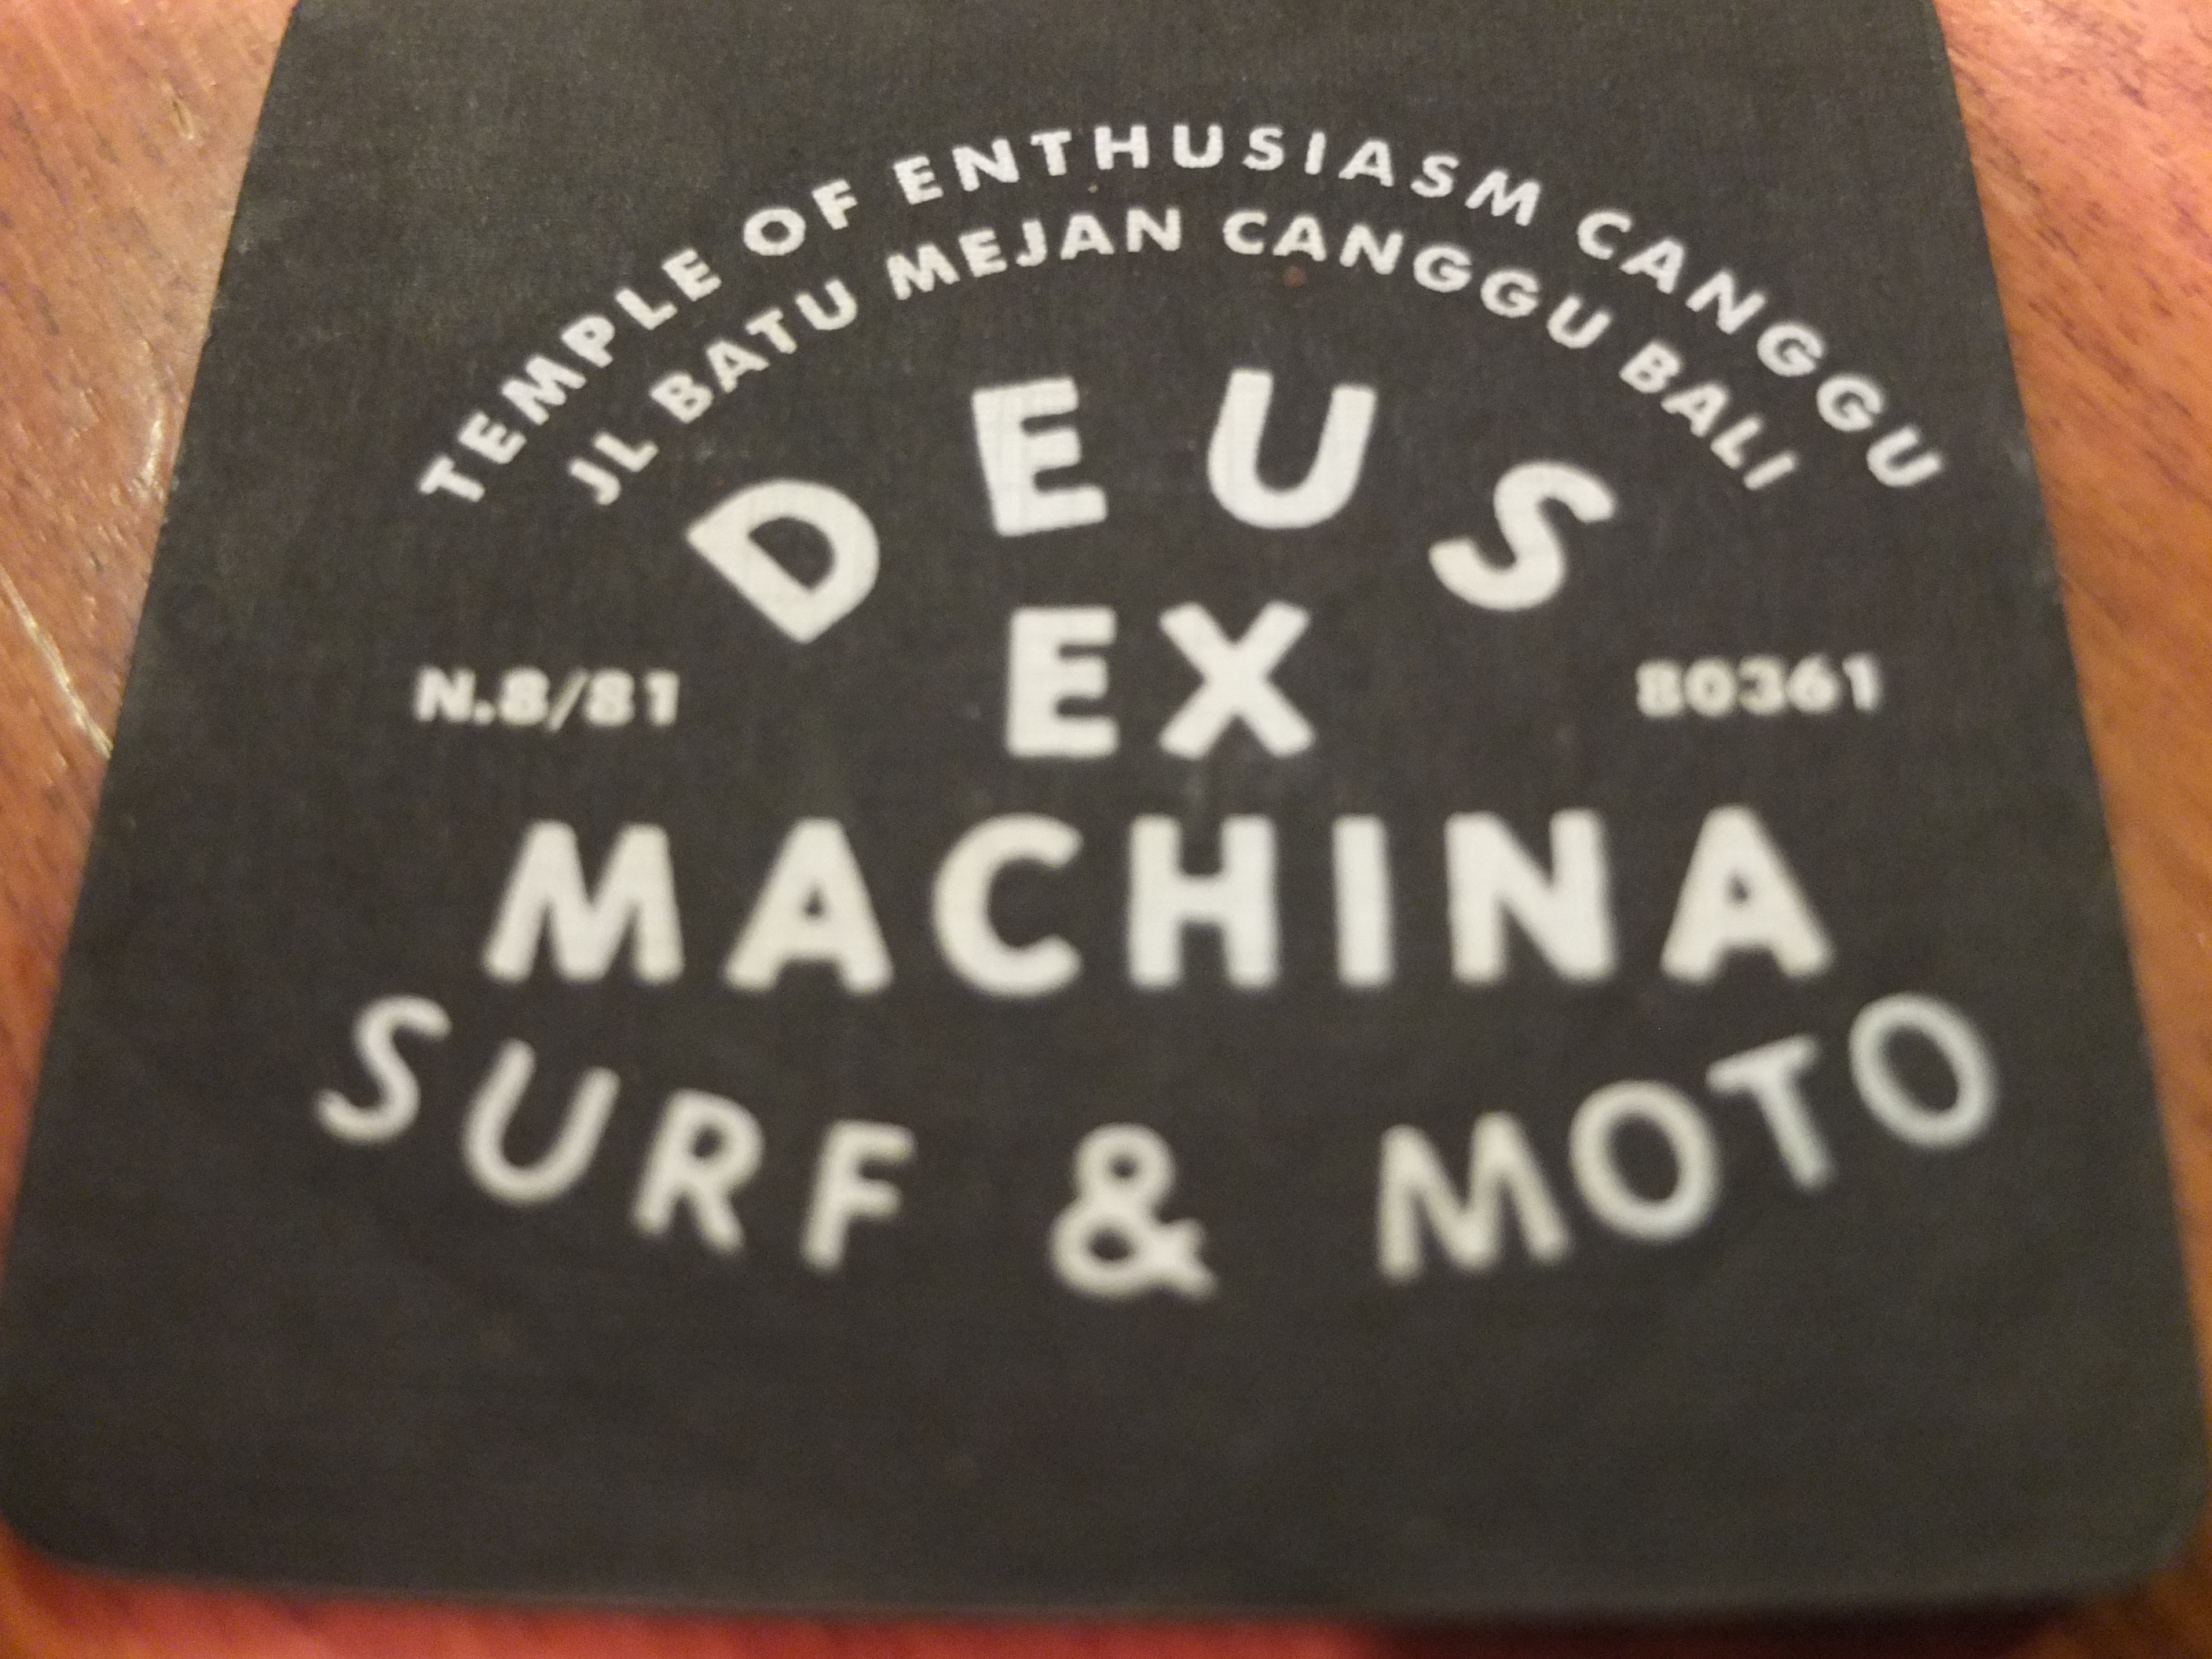 TEMPLE OF ENTHUSIASM CANGGU
JL BATU MEJAN CANGGU BALI
DEUS
EX
N.8/81
80361
MACHINA
SURF & MOTO